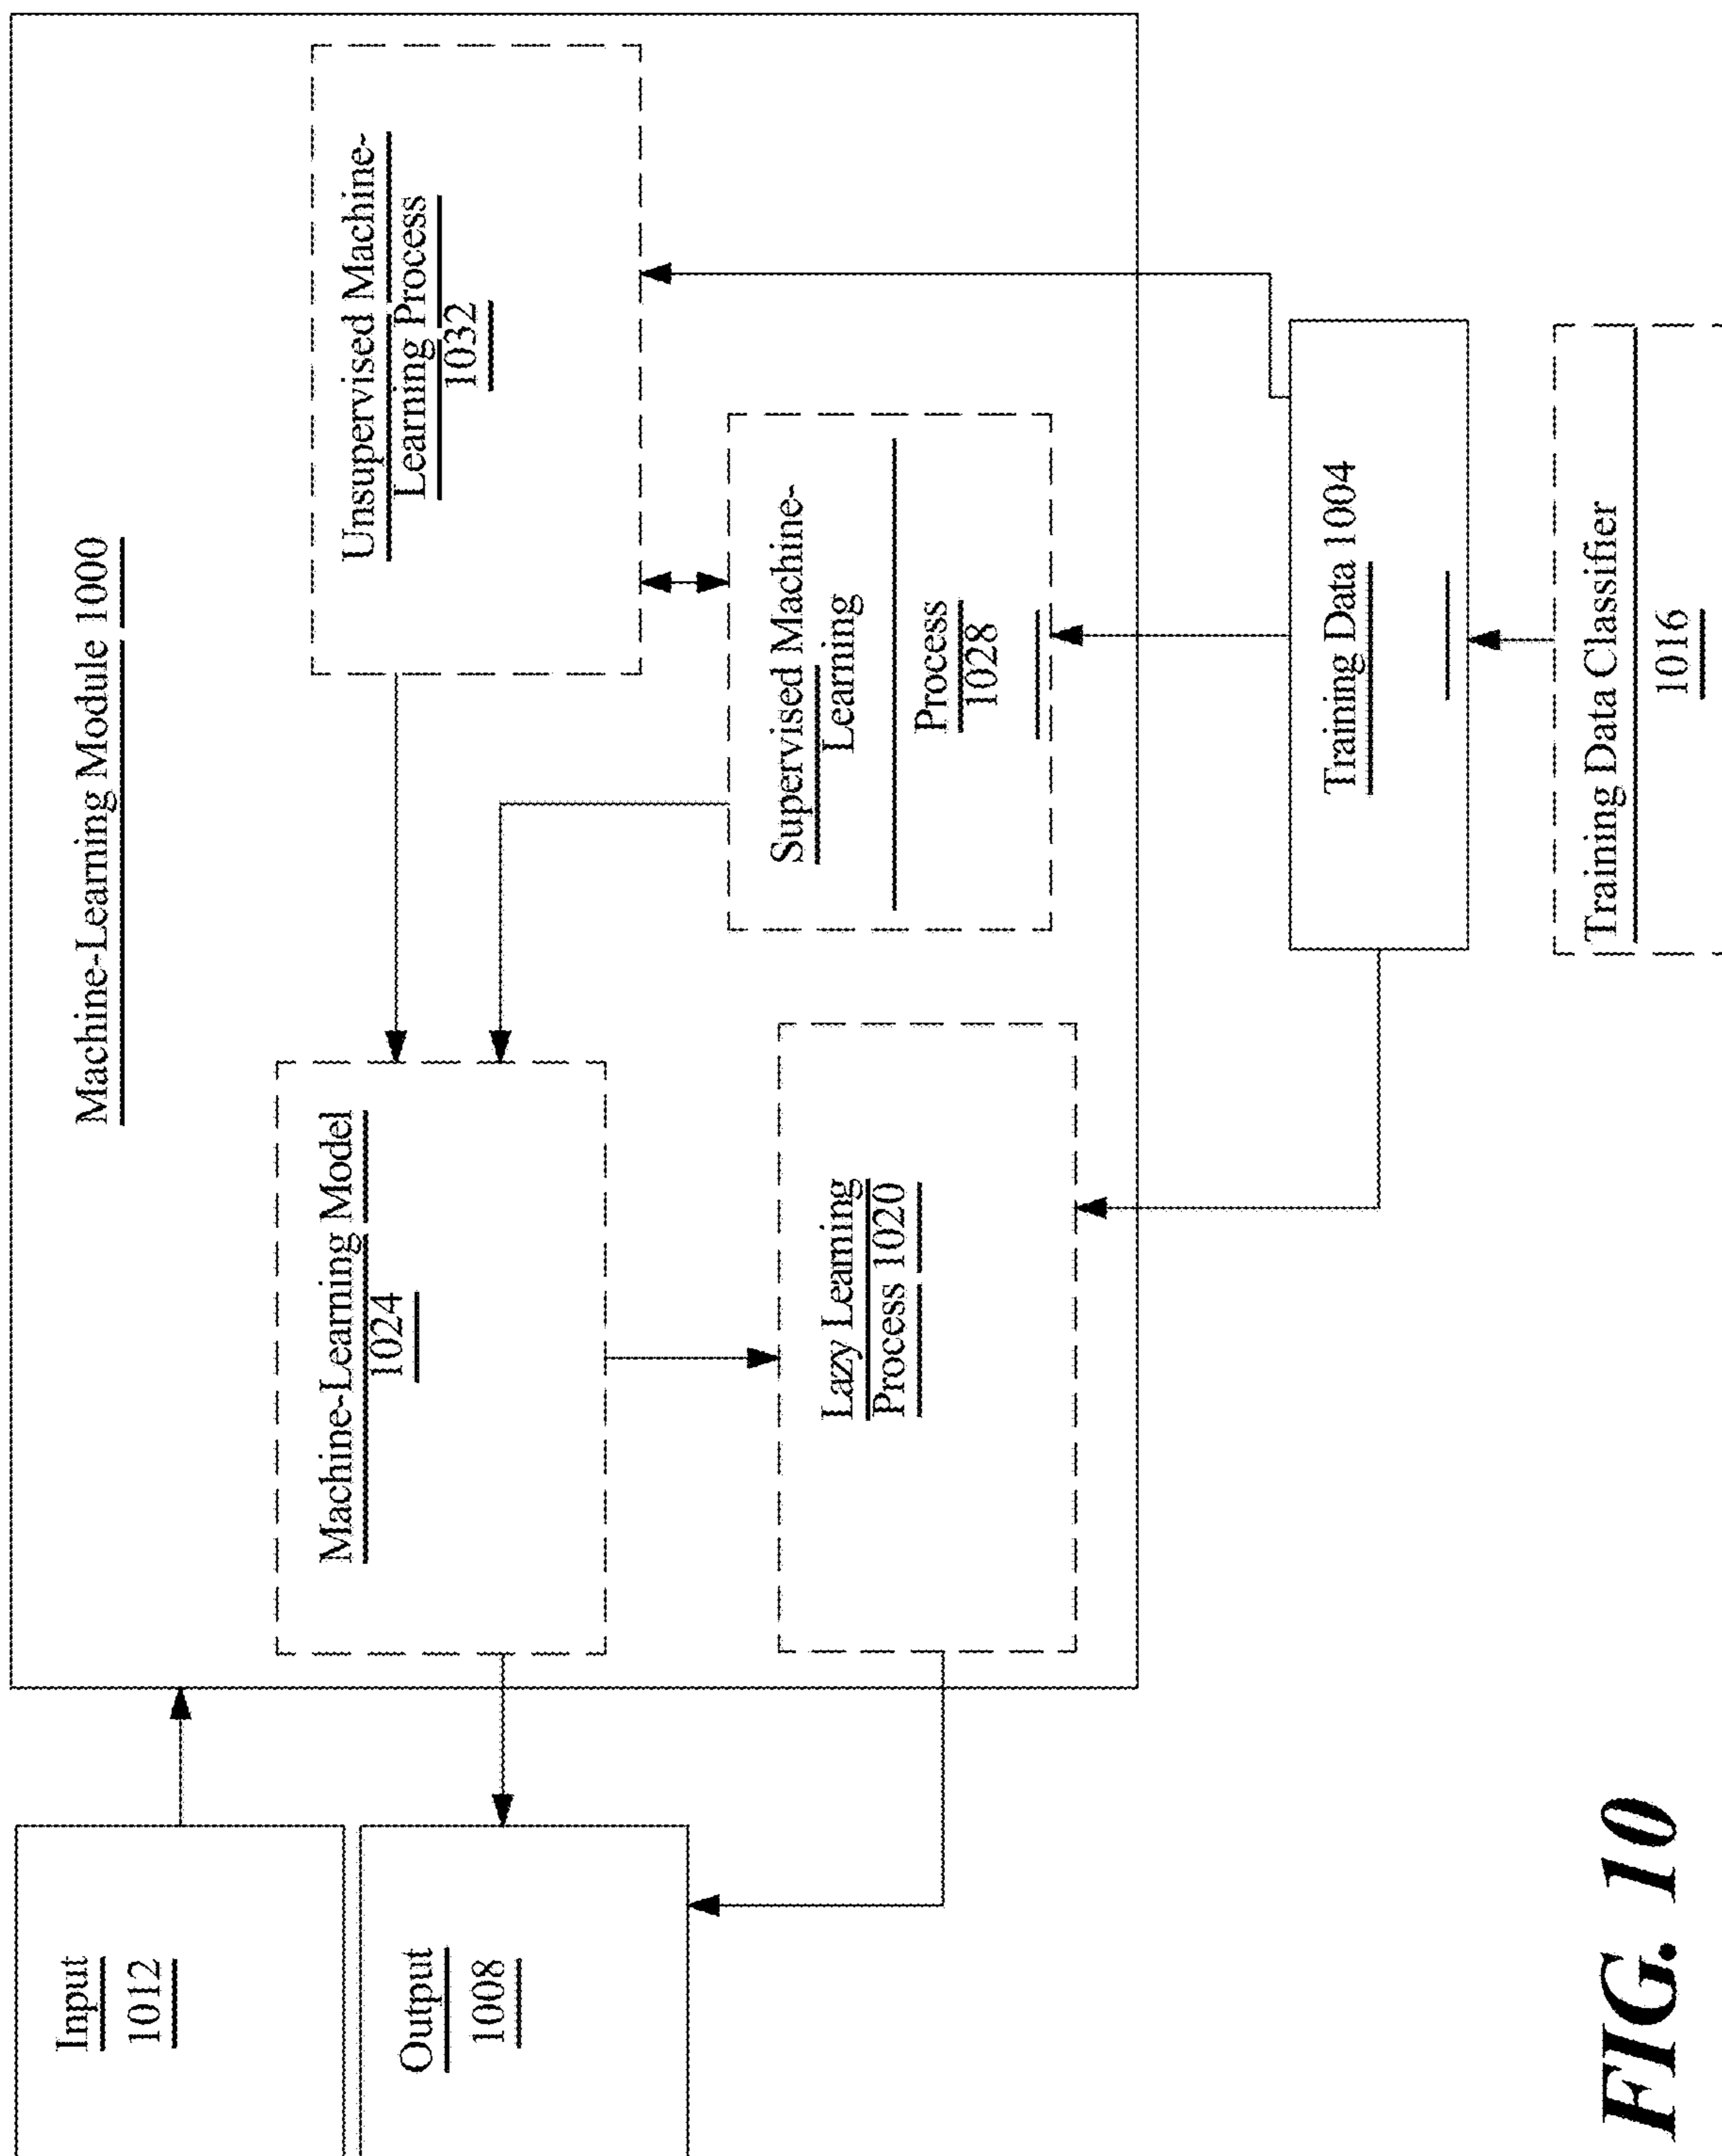 Machine-Learning Module 1000
Input
1012
Output
1008
Machine-Learning Model
1024
Unsupervised Machine-
Learning Process
1032
Lazy Learning
Process 1020
Supervised Machine-
Learning
Process
1028
Training Data 1004
Training Data Classifier
1016
FIG. 10